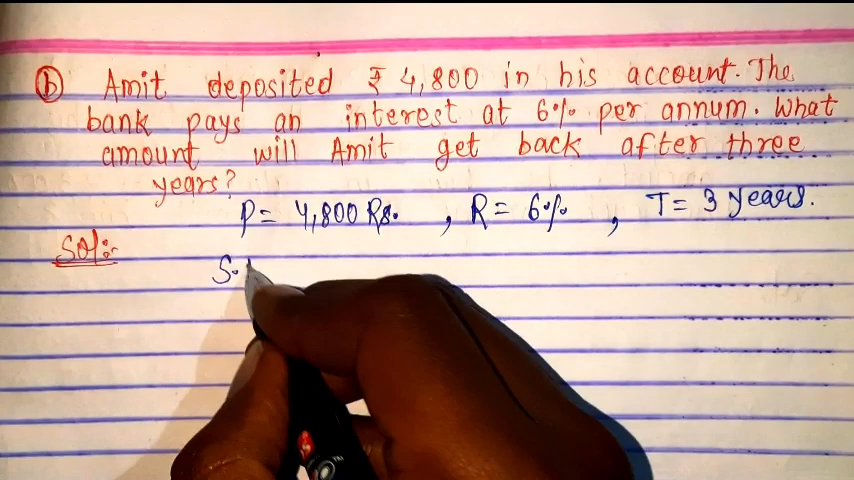 b Amit deposited ₹ 4,800 in his account. The
bank pays an interest at 6% per annum. What
amount will Amit get back after three
years?
P = 4,800 Rs. , R = 6% , T = 3 years.
Sol:-
S.